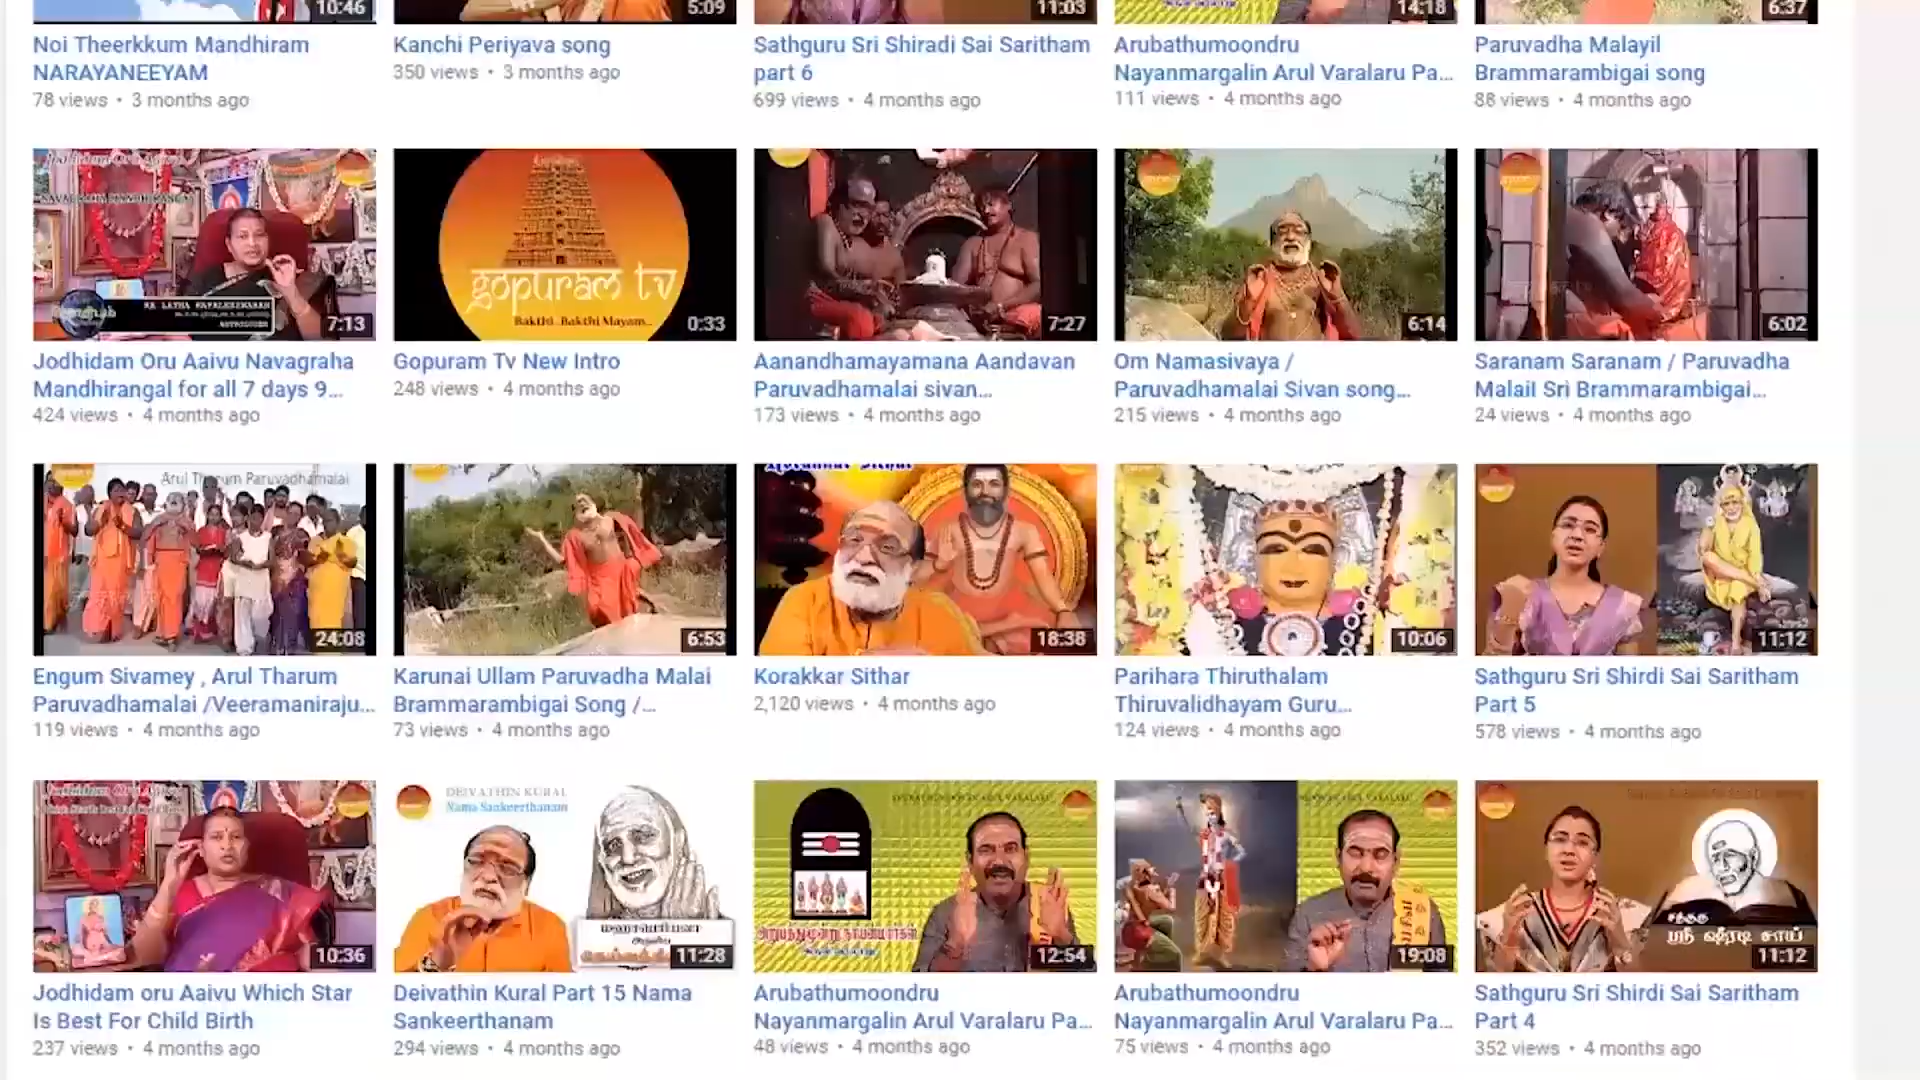 10:46
5:09
11:03
14:18
6:37
Noi Theerkkum Mandhiram
NARAYANEEYAM
78 views • 3 months ago
Kanchi Periyava song
350 views • 3 months ago
Sathguru Sri Shiradi Sai Saritham
part 6
699 views • 4 months ago
Arubathumoondru
Nayanmargalin Arul Varalaru Pa...
111 views • 4 months ago
Paruvadha Malayil
Brammarambigai song
88 views • 4 months ago
7:13
gopuram tv
Bakthi..Bakthi Mayam..
0:33
7:27
6:14
6:02
Jodhidam Oru Aaivu Navagraha
Mandhirangal for all 7 days 9...
424 views • 4 months ago
Gopuram Tv New Intro
248 views • 4 months ago
Aanandhamayamana Aandavan
Paruvadhamalai sivan...
173 views • 4 months ago
Om Namasivaya /
Paruvadhamalai Sivan song...
215 views • 4 months ago
Saranam Saranam / Paruvadha
Malail Sri Brammarambigai...
24 views • 4 months ago
Arul Tharum Paruvadhamalai
24:08
6:53
18:38
10:06
11:12
Engum Sivamey , Arul Tharum
Paruvadhamalai /Veeramaniraju...
119 views • 4 months ago
Karunai Ullam Paruvadha Malai
Brammarambigai Song /...
73 views • 4 months ago
Korakkar Sithar
2,120 views • 4 months ago
Parihara Thiruthalam
Thiruvalidhayam Guru...
124 views • 4 months ago
Sathguru Sri Shirdi Sai Saritham
Part 5
578 views • 4 months ago
10:36
DEIVATHIN KURAL
Nama Sankeerthanam
11:28
12:54
19:08
ஸ்ரீ ஷிரடி சாய்
11:12
Jodhidam oru Aaivu Which Star
Is Best For Child Birth
237 views • 4 months ago
Deivathin Kural Part 15 Nama
Sankeerthanam
294 views • 4 months ago
Arubathumoondru
Nayanmargalin Arul Varalaru Pa...
48 views • 4 months ago
Arubathumoondru
Nayanmargalin Arul Varalaru Pa...
75 views • 4 months ago
Sathguru Sri Shirdi Sai Saritham
Part 4
352 views • 4 months ago